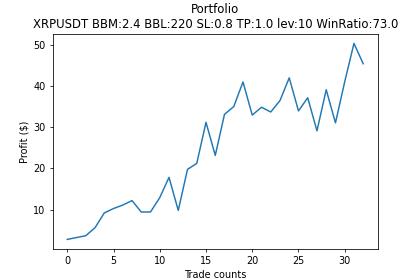 Portfolio
XRPUSDT BBM:2.4 BBL:220 SL:0.8 TP:1.0 lev:10 WinRatio:73.0
50
40
30
20
10
Profit ($)
0 5 10 15 20 25 30
Trade counts